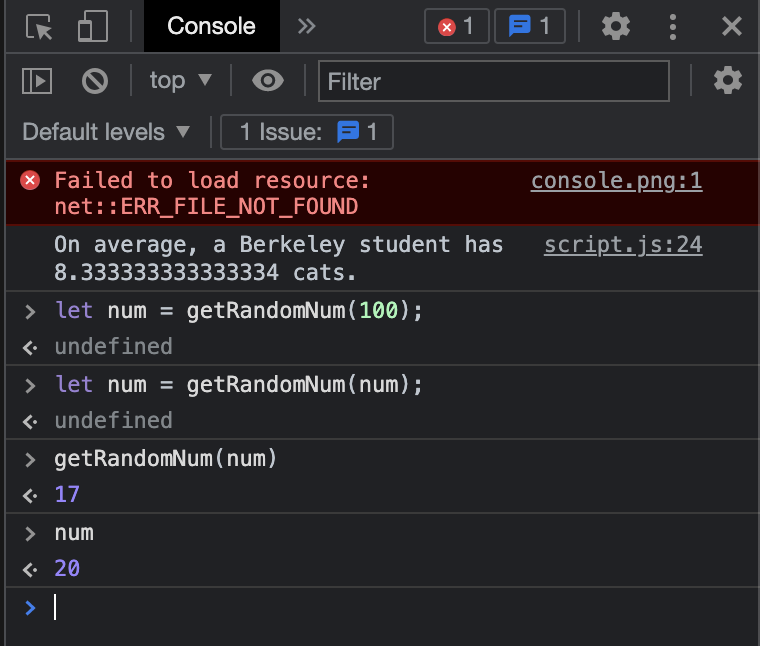 Console 1 1
top Filter
Default levels 1 Issue: 1
Failed to load resource: console.png:1
net::ERR_FILE_NOT_FOUND
On average, a Berkeley student has script.js:24
8.333333333333334 cats.
> let num = getRandomNum(100);
undefined
> let num = getRandomNum(num);
undefined
> getRandomNum(num)
17
> num
20
>